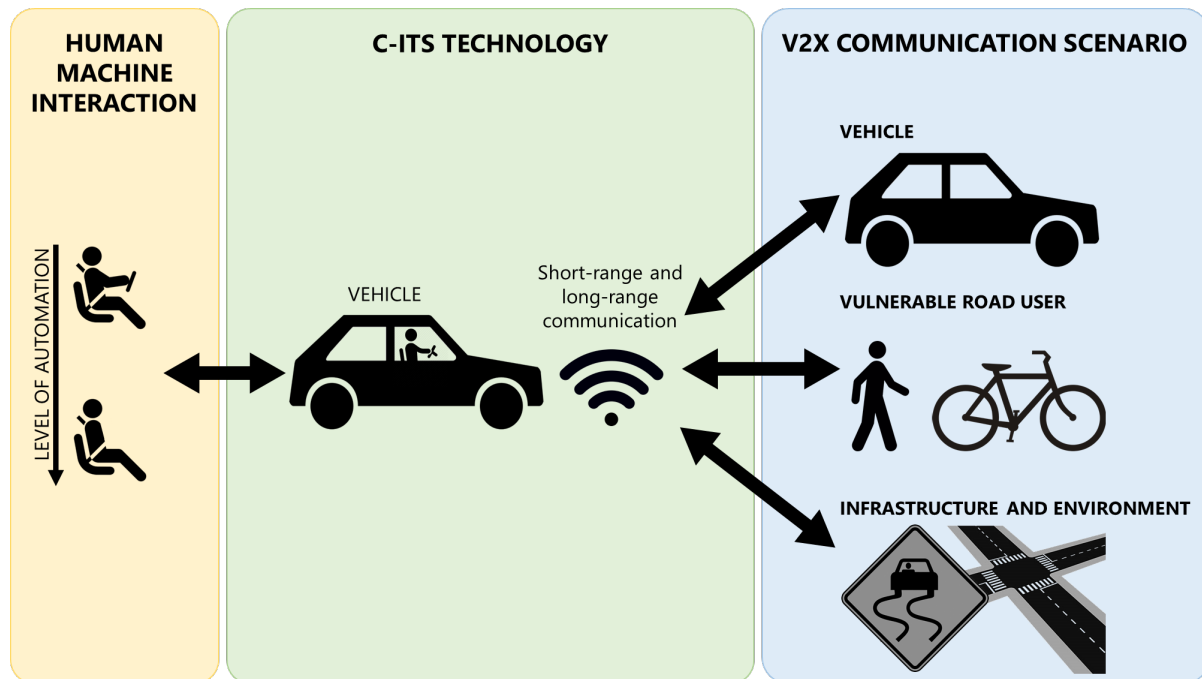 HUMAN
MACHINE
INTERACTION
LEVEL OF AUTOMATION
C-ITS TECHNOLOGY
VEHICLE
Short-range and
long-range
communication
V2X COMMUNICATION SCENARIO
VEHICLE
VULNERABLE ROAD USER
INFRASTRUCTURE AND ENVIRONMENT